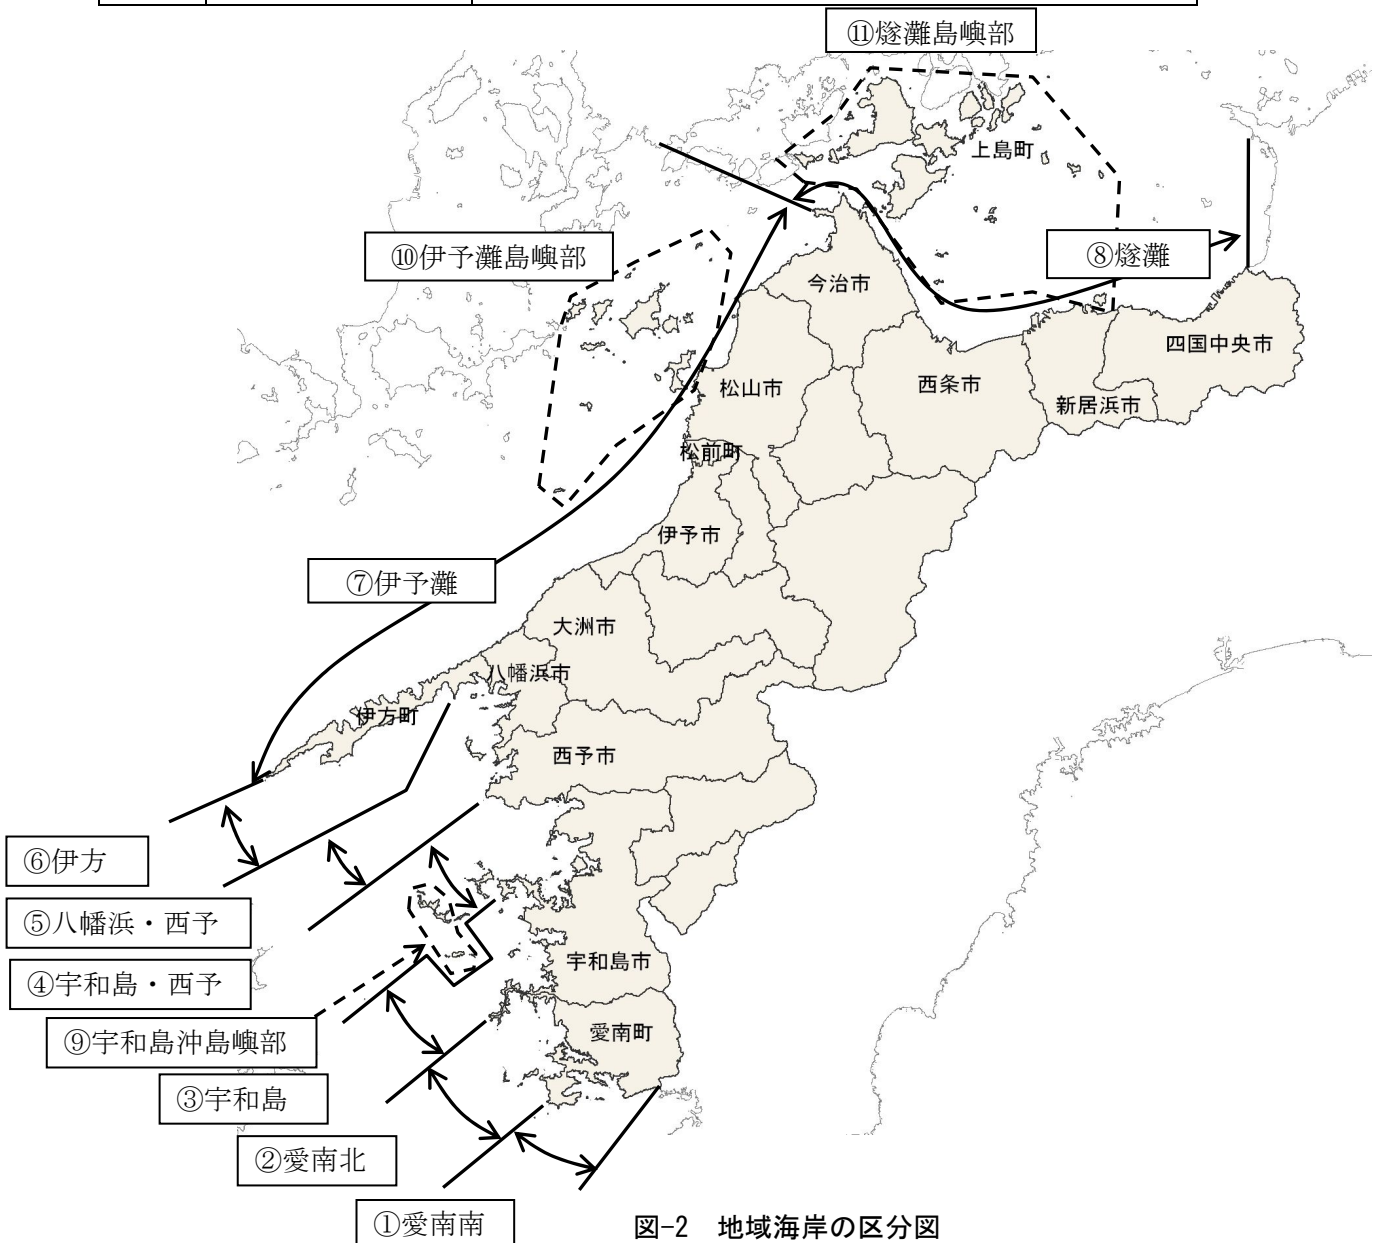 ⑪燧灘島嶼部
上島町
⑩伊予灘島嶼部
⑧燧灘
今治市
四国中央市
松山市
西条市
新居浜市
松前町
伊予市
⑦伊予灘
大洲市
八幡浜市
伊方町
西予市
⑥伊方
⑤八幡浜・西予
④宇和島・西予
宇和島市
⑨宇和島沖島嶼部
愛南町
③宇和島
②愛南北
①愛南南
図-2 地域海岸の区分図